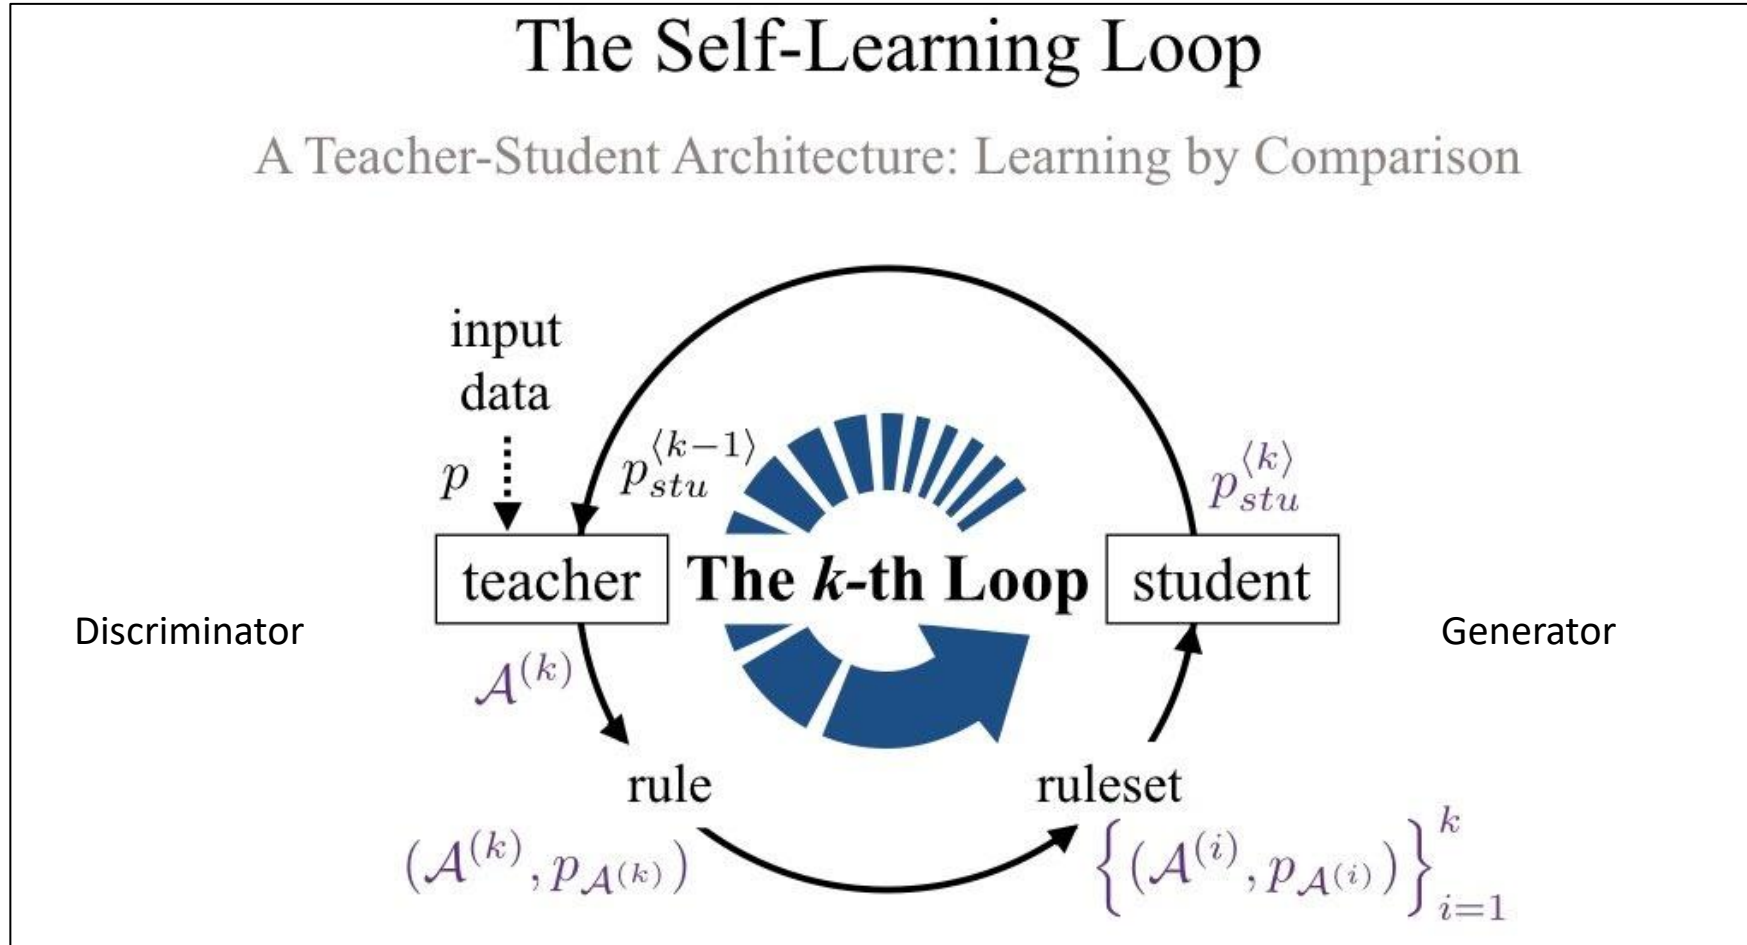 The Self-Learning Loop
A Teacher-Student Architecture: Learning by Comparison
input
data
p
p_{stu}^{⟨k−1⟩}
p_{stu}^{⟨k⟩}
teacher
The k-th Loop
student
Discriminator
Generator
𝒜^{(k)}
rule
ruleset
(𝒜^{(k)}, p_{𝒜^{(k)}})
{(𝒜^{(i)}, p_{𝒜^{(i)}})}_{i=1}^{k}